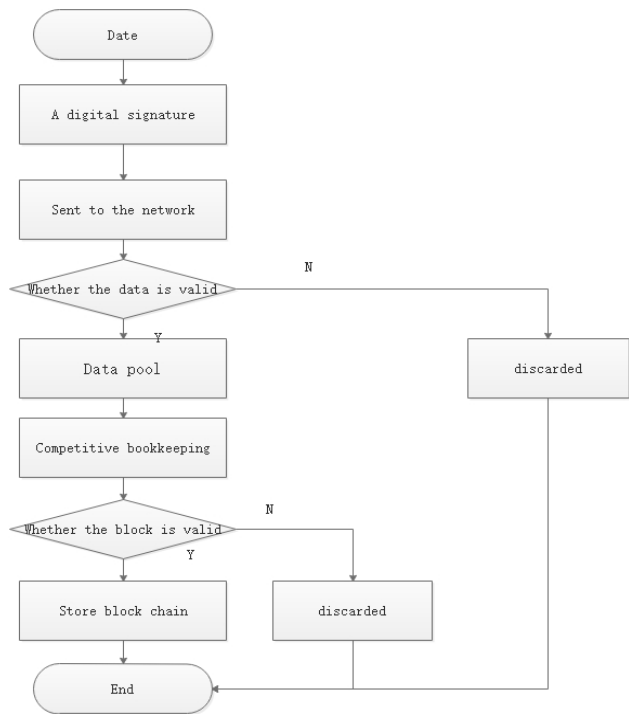 Date
A digital signature
Sent to the network
N
Whether the data is valid
Y
Data pool
discarded
Competitive bookkeeping
N
Whether the block is valid
Y
Store block chain
discarded
End